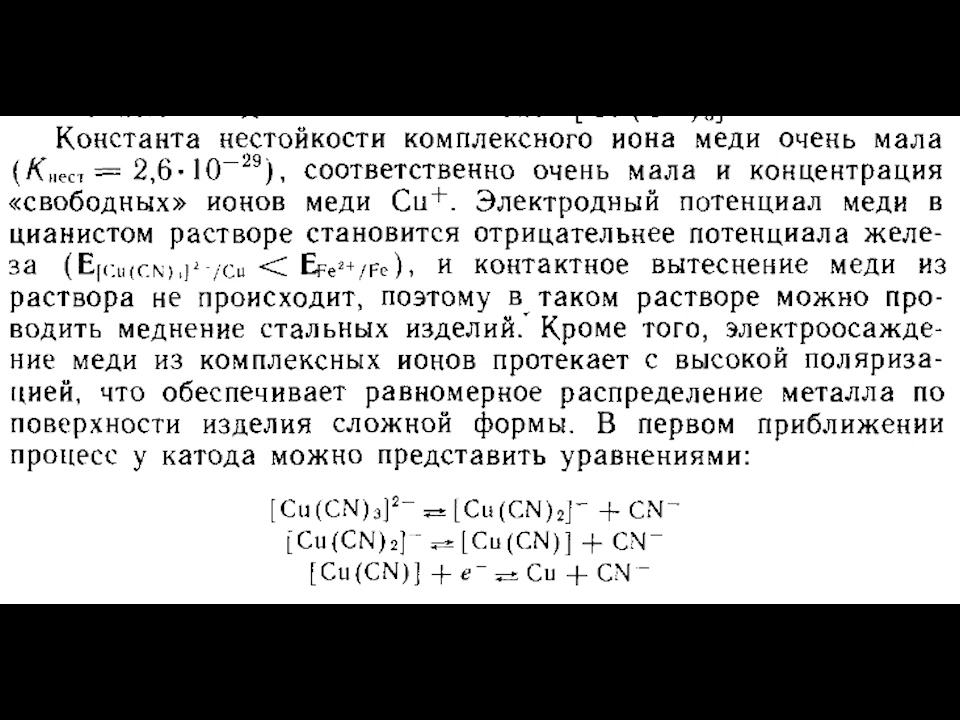 Константа нестойкости комплексного иона меди очень мала
(Kнест = 2,6·10⁻²⁹), соответственно очень мала и концентрация
«свободных» ионов меди Cu⁺. Электродный потенциал меди в
цианистом растворе становится отрицательнее потенциала желе-
за (E[Cu(CN)₃]²⁻/Cu < EFe²⁺/Fe), и контактное вытеснение меди из
раствора не происходит, поэтому в таком растворе можно про-
водить меднение стальных изделий. Кроме того, электроосажде-
ние меди из комплексных ионов протекает с высокой поляриза-
цией, что обеспечивает равномерное распределение металла по
поверхности изделия сложной формы. В первом приближении
процесс у катода можно представить уравнениями:
[Cu(CN)₃]²⁻ ⇄ [Cu(CN)₂]⁻ + CN⁻
[Cu(CN)₂]⁻ ⇄ [Cu(CN)] + CN⁻
[Cu(CN)] + e⁻ ⇄ Cu + CN⁻